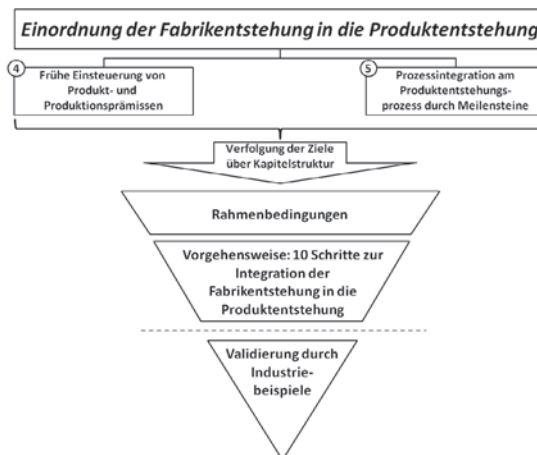 Einordnung der Fabrikentstehung in die Produktentstehung
4
Frühe Einsteuerung von
Produkt- und
Produktionsprämissen
5
Prozessintegration am
Produktentstehungs-
prozess durch Meilensteine
Verfolgung der Ziele
über Kapitelstruktur
Rahmenbedingungen
Vorgehensweise: 10 Schritte zur
Integration der
Fabrikentstehung in die
Produktentstehung
Validierung durch
Industrie-
beispiele